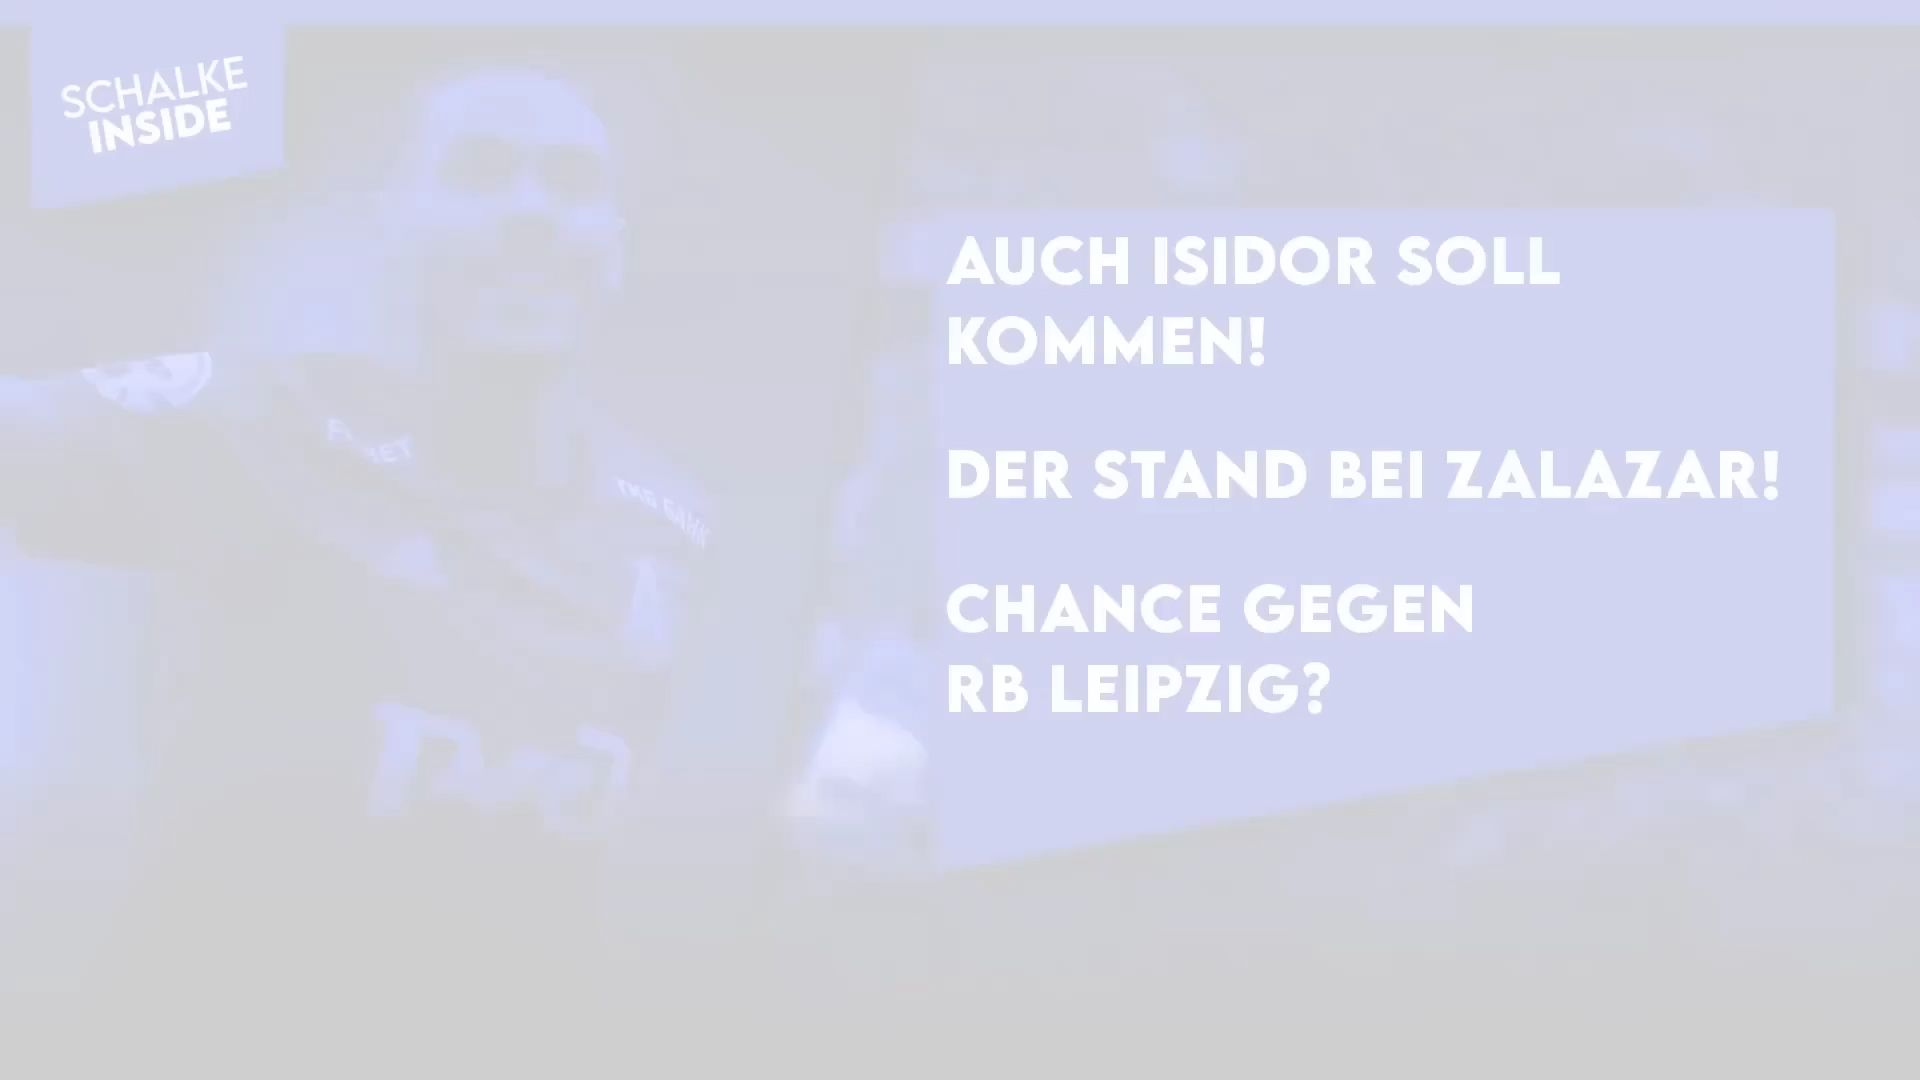 SCHALKE
INSIDE
AUCH ISIDOR SOLL
KOMMEN!
DER STAND BEI ZALAZAR!
CHANCE GEGEN
RB LEIPZIG?